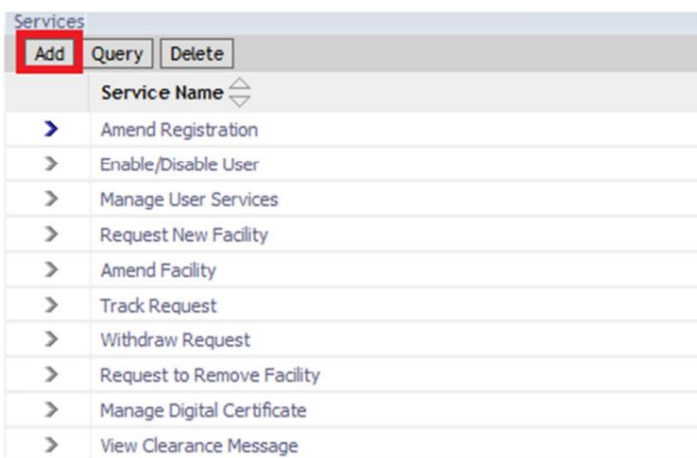 Services
Add Query Delete
Service Name
Amend Registration
Enable/Disable User
Manage User Services
Request New Facility
Amend Facility
Track Request
Withdraw Request
Request to Remove Facility
Manage Digital Certificate
View Clearance Message